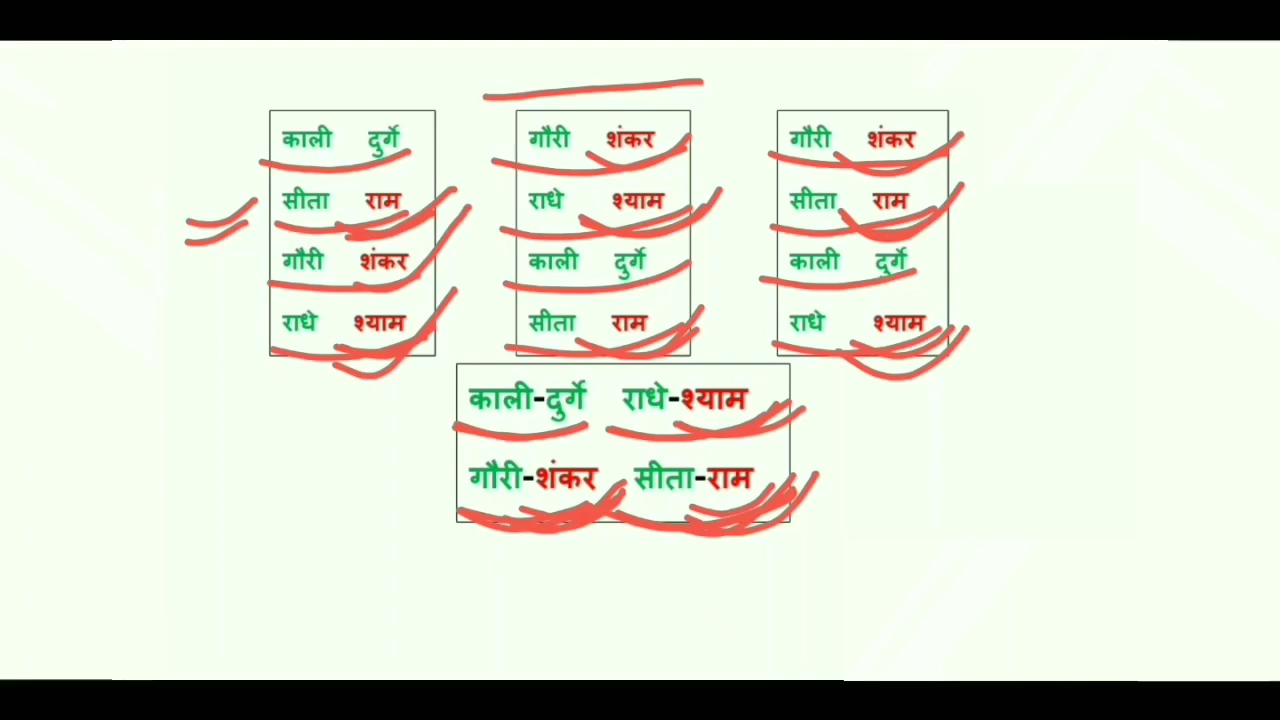 काली दुर्गे
सीता राम
गौरी शंकर
राधे श्याम
गौरी शंकर
राधे श्याम
काली दुर्गे
सीता राम
गौरी शंकर
सीता राम
काली दुर्गे
राधे श्याम
काली-दुर्गे राधे-श्याम
गौरी-शंकर सीता-राम